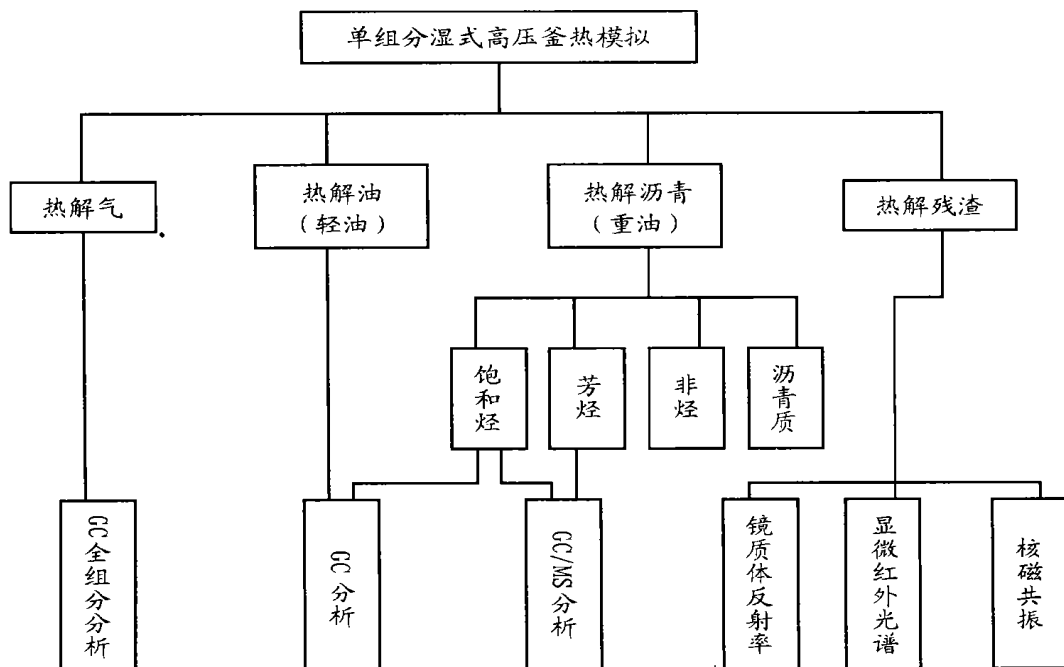 单组分湿式高压釜热模拟
热解气
热解油
（轻油）
热解沥青
（重油）
热解残渣
饱和烃
芳烃
非烃
沥青质
GC全组分分析
GC分析
GC/MS分析
镜质体反射率
显微红外光谱
核磁共振